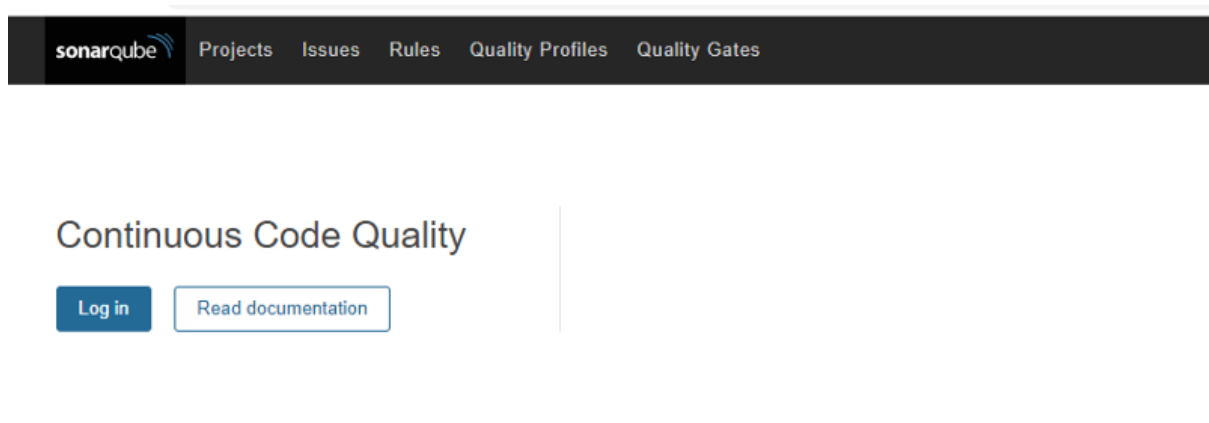 sonarqube Projects Issues Rules Quality Profiles Quality Gates
Continuous Code Quality
Log in Read documentation